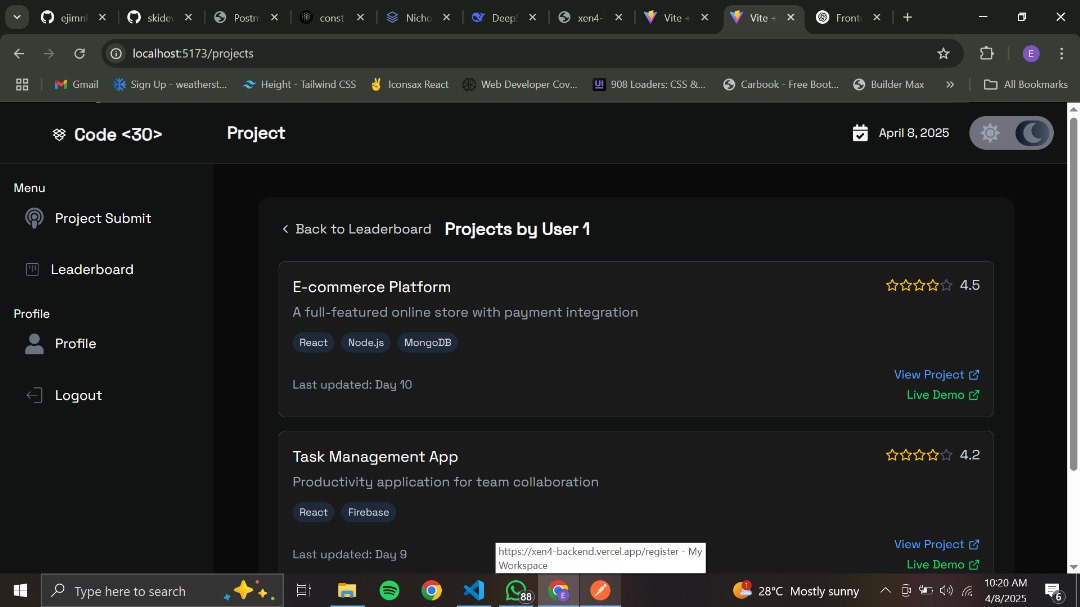 ejimnk
skidev
Postm
const
Nicho
Deep
xen4-
Vite +
Vite +
Front
localhost:5173/projects
E
Gmail
Sign Up - weatherst...
Height - Tailwind CSS
Iconsax React
Web Developer Cov...
908 Loaders: CSS &...
Carbook - Free Boot...
Builder Max
»
All Bookmarks
Code <30>
Project
April 8, 2025
Menu
Project Submit
Leaderboard
Profile
Profile
Logout
Back to Leaderboard
Projects by User 1
E-commerce Platform
4.5
A full-featured online store with payment integration
React
Node.js
MongoDB
Last updated: Day 10
View Project
Live Demo
Task Management App
4.2
Productivity application for team collaboration
React
Firebase
Last updated: Day 9
View Project
Live Demo
https://xen4-backend.vercel.app/register - My
Workspace
Type here to search
88
E
1
28°C Mostly sunny
10:20 AM
4/8/2025
6